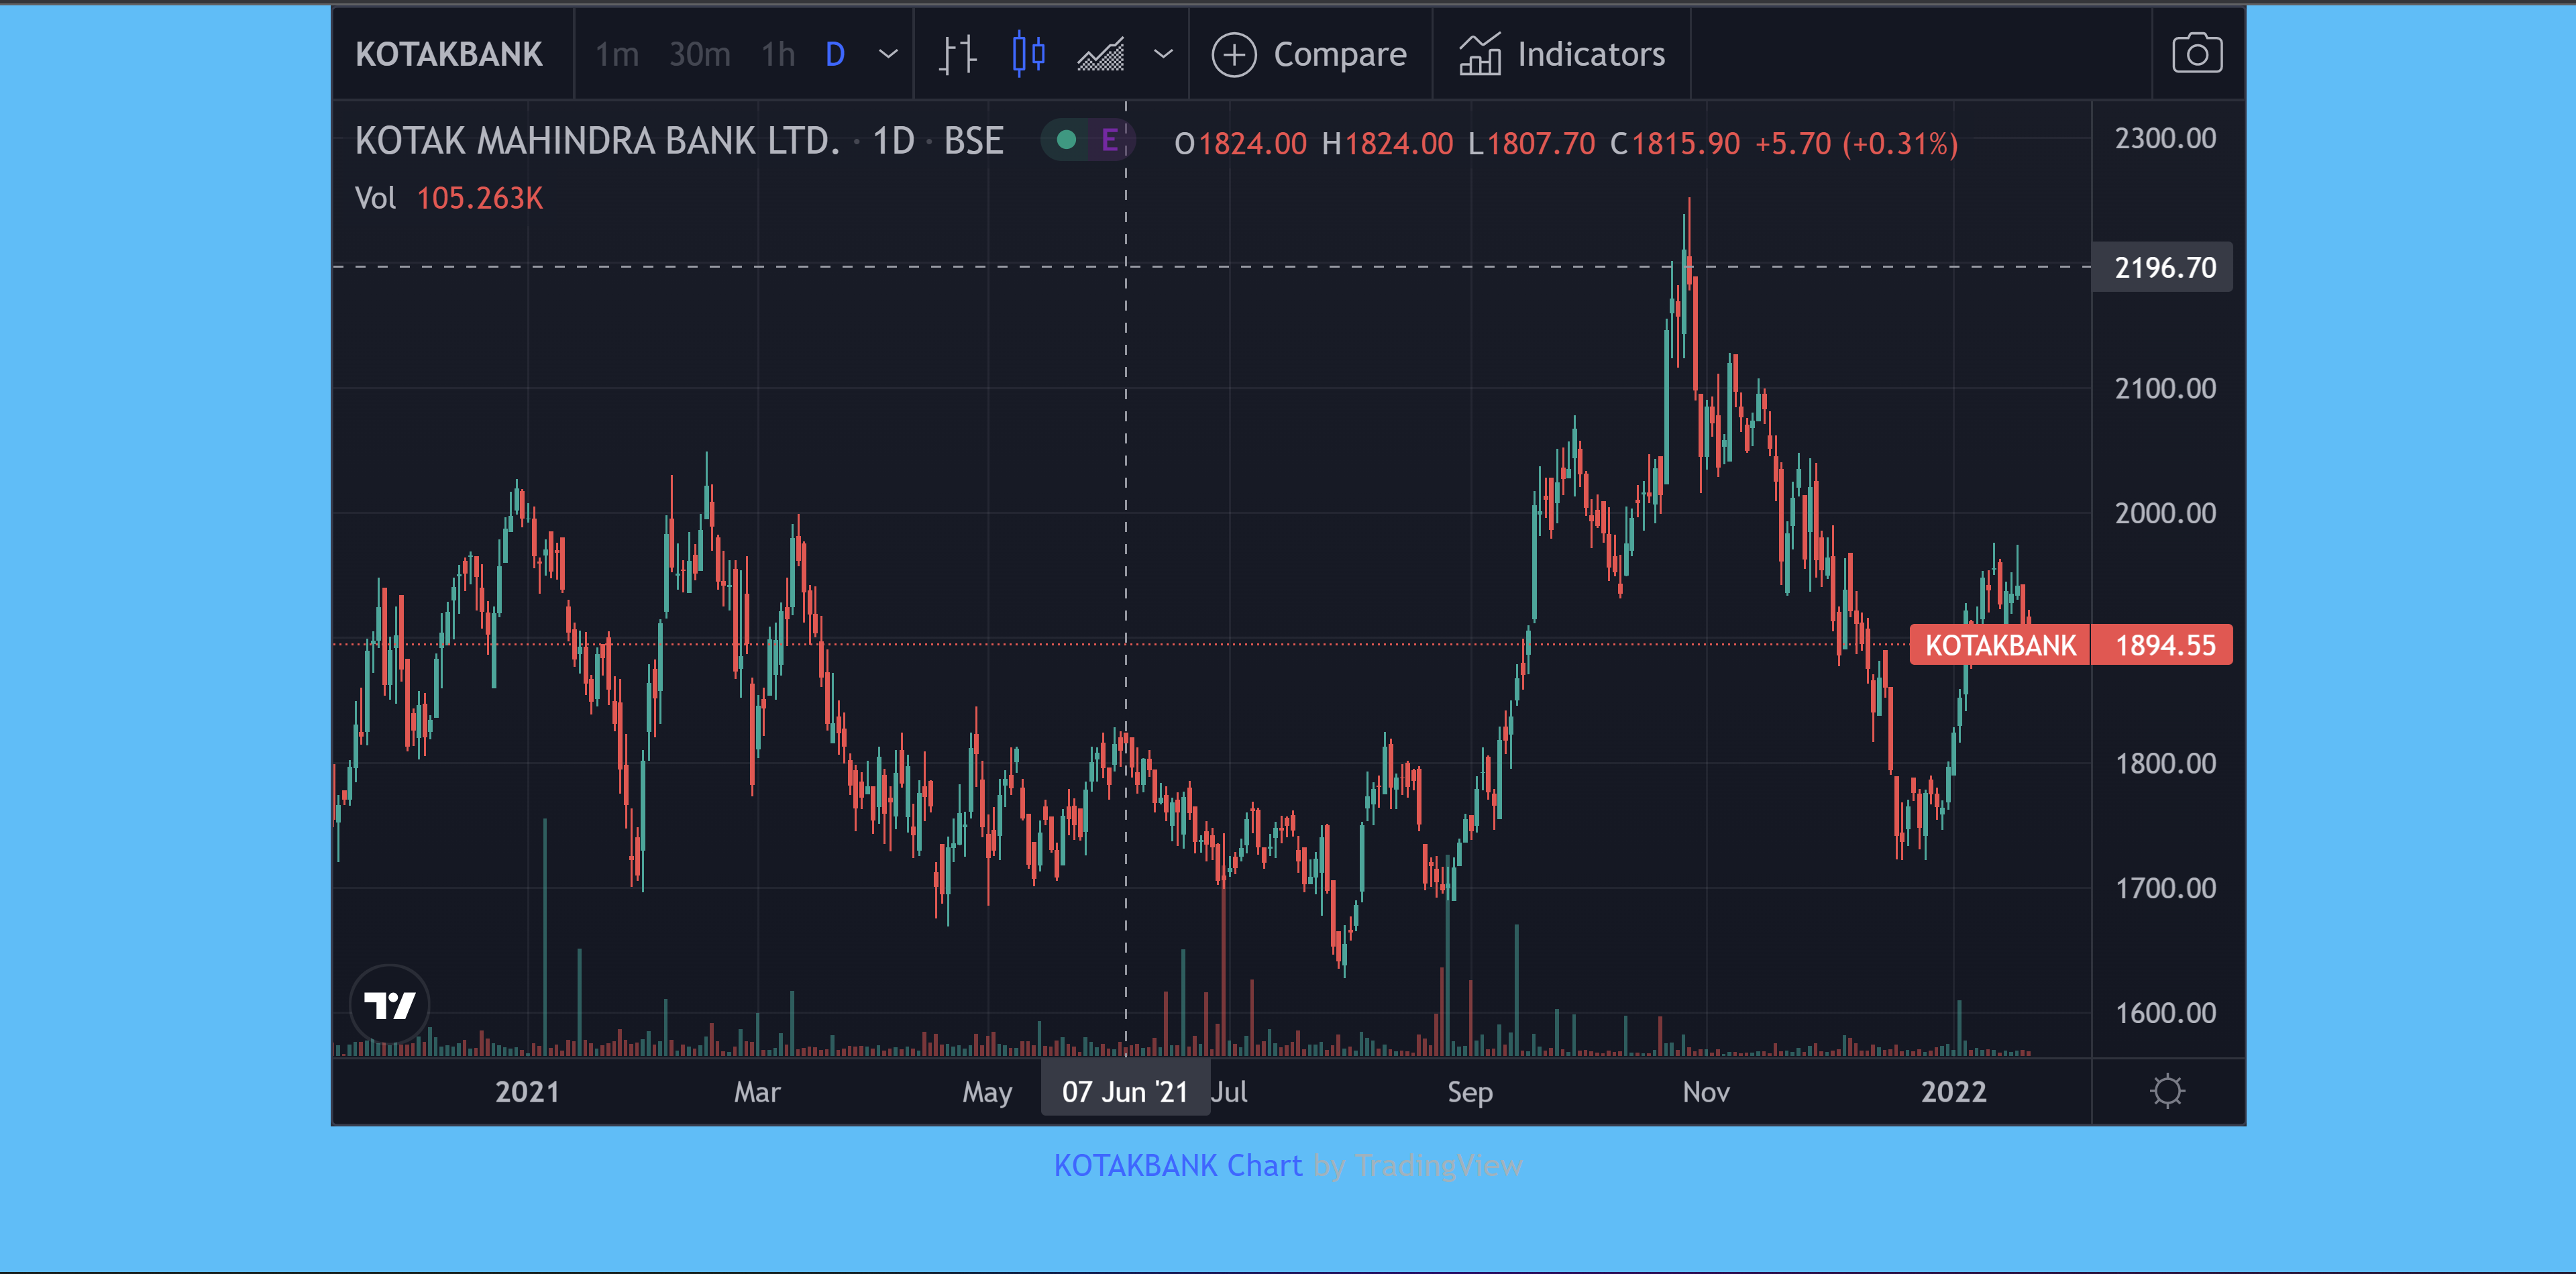 KOTAKBANK 1m 30m 1h D Compare Indicators
KOTAK MAHINDRA BANK LTD. · 1D · BSE E O1824.00 H1824.00 L1807.70 C1815.90 +5.70 (+0.31%)
Vol 105.263K
2300.00
2196.70
2100.00
2000.00
KOTAKBANK 1894.55
1800.00
1700.00
1600.00
2021 Mar May 07 Jun '21 Jul Sep Nov 2022
KOTAKBANK Chart by TradingView